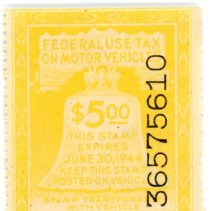 FEDERAL USE TAX
ON MOTOR VEHICLES
$5.00
THIS STAMP
EXPIRES
JUNE 30, 1944
KEEP THIS STAMP
POSTED ON VEHICLE
STAMP TRANSFERABLE
WITH VEHICLE
36575610